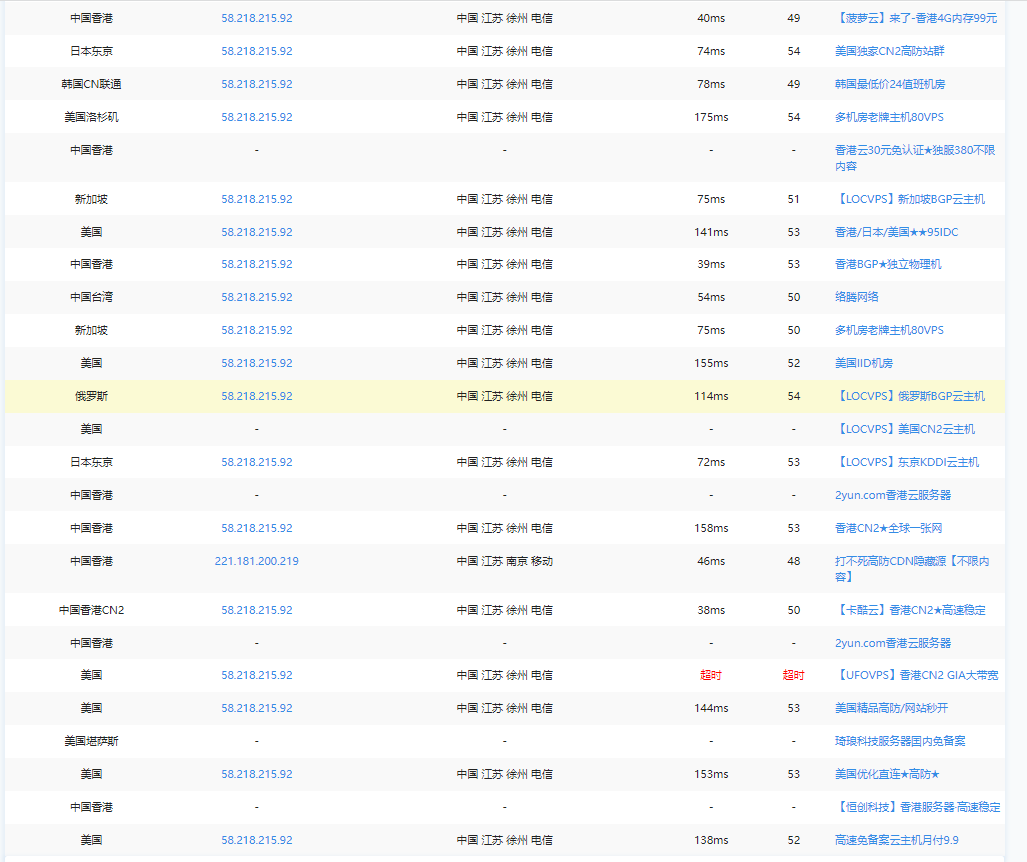 中国香港 58.218.215.92 中国 江苏 徐州 电信 40ms 49 【菠萝云】来了-香港4G内存99元
日本东京 58.218.215.92 中国 江苏 徐州 电信 74ms 54 美国独家CN2高防站群
韩国CN联通 58.218.215.92 中国 江苏 徐州 电信 78ms 49 韩国最低价24值班机房
美国洛杉矶 58.218.215.92 中国 江苏 徐州 电信 175ms 54 多机房老牌主机80VPS
中国香港 - - - - 香港云30元免认证★独服380不限
内容
新加坡 58.218.215.92 中国 江苏 徐州 电信 75ms 51 【LOCVPS】新加坡BGP云主机
美国 58.218.215.92 中国 江苏 徐州 电信 141ms 53 香港/日本/美国★★95IDC
中国香港 58.218.215.92 中国 江苏 徐州 电信 39ms 53 香港BGP★独立物理机
中国台湾 58.218.215.92 中国 江苏 徐州 电信 54ms 50 络滕网络
新加坡 58.218.215.92 中国 江苏 徐州 电信 75ms 50 多机房老牌主机80VPS
美国 58.218.215.92 中国 江苏 徐州 电信 155ms 52 美国IID机房
俄罗斯 58.218.215.92 中国 江苏 徐州 电信 114ms 54 【LOCVPS】俄罗斯BGP云主机
美国 - - - - 【LOCVPS】美国CN2云主机
日本东京 58.218.215.92 中国 江苏 徐州 电信 72ms 53 【LOCVPS】东京KDDI云主机
中国香港 - - - - 2yun.com香港云服务器
中国香港 58.218.215.92 中国 江苏 徐州 电信 158ms 53 香港CN2★全球一张网
中国香港 221.181.200.219 中国 江苏 南京 移动 46ms 48 打不死高防CDN隐藏源【不限内
容】
中国香港CN2 58.218.215.92 中国 江苏 徐州 电信 38ms 50 【卡酷云】香港CN2★高速稳定
中国香港 - - - - 2yun.com香港云服务器
美国 58.218.215.92 中国 江苏 徐州 电信 超时 超时 【UFOVPS】香港CN2 GIA大带宽
美国 58.218.215.92 中国 江苏 徐州 电信 144ms 53 美国精品高防/网站秒开
美国堪萨斯 - - - - 琦琅科技服务器国内免备案
美国 58.218.215.92 中国 江苏 徐州 电信 153ms 53 美国优化直连★高防★
中国香港 - - - - 【恒创科技】香港服务器·高速稳定
美国 58.218.215.92 中国 江苏 徐州 电信 138ms 52 高速免备案云主机月付9.9